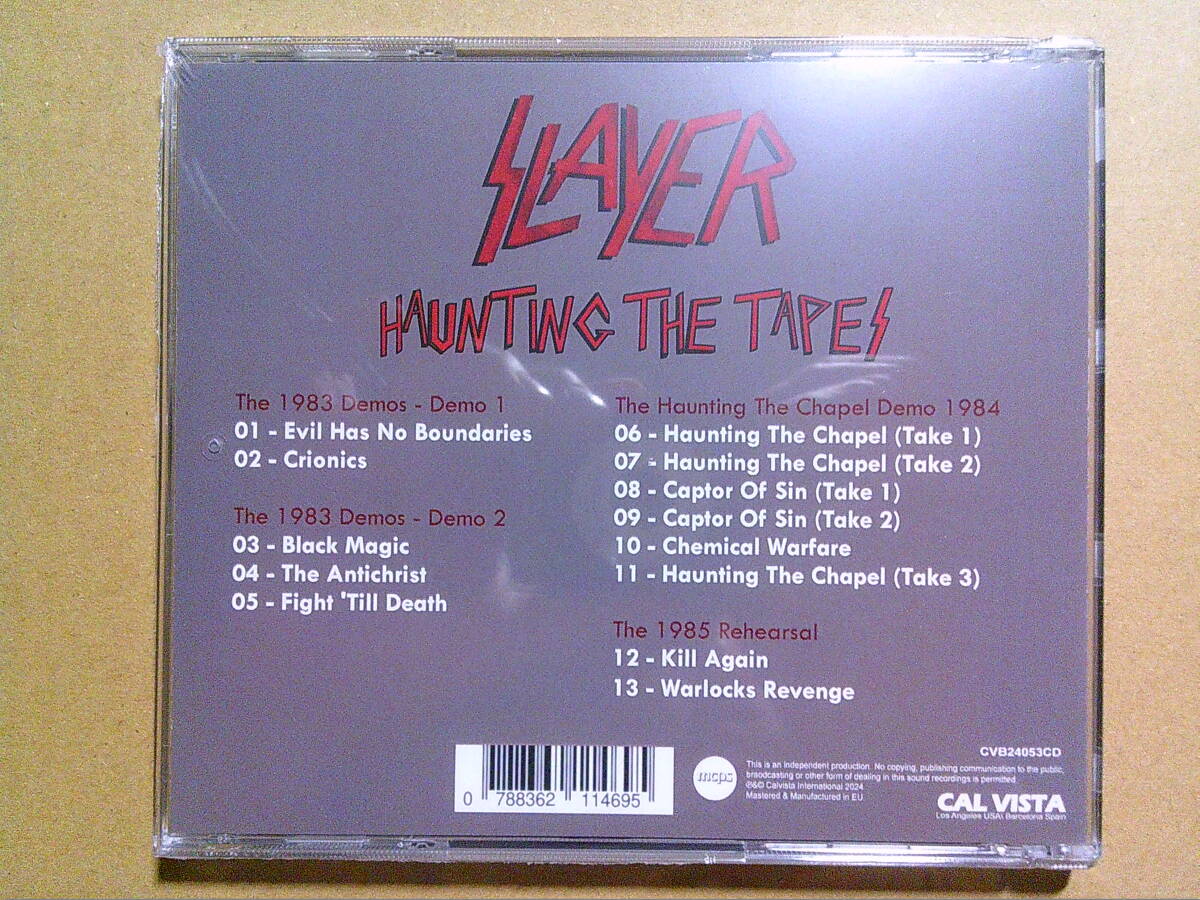 SLAYER
HAUNTING THE TAPES
The 1983 Demos - Demo 1
01 - Evil Has No Boundaries
02 - Crionics
The 1983 Demos - Demo 2
03 - Black Magic
04 - The Antichrist
05 - Fight 'Till Death
The Haunting The Chapel Demo 1984
06 - Haunting The Chapel (Take 1)
07 - Haunting The Chapel (Take 2)
08 - Captor Of Sin (Take 1)
09 - Captor Of Sin (Take 2)
10 - Chemical Warfare
11 - Haunting The Chapel (Take 3)
The 1985 Rehearsal
12 - Kill Again
13 - Warlocks Revenge
0 788362 114695
mcps
CVB24053CD
This is an independent production. No copying, publishing communication to the public,
broadcasting or other form of dealing in this sound recordings is permitted.
℗&© Calvista International 2024
Mastered & Manufactured in EU.
CAL VISTA
Los Angeles USA\ Barcelona Spain